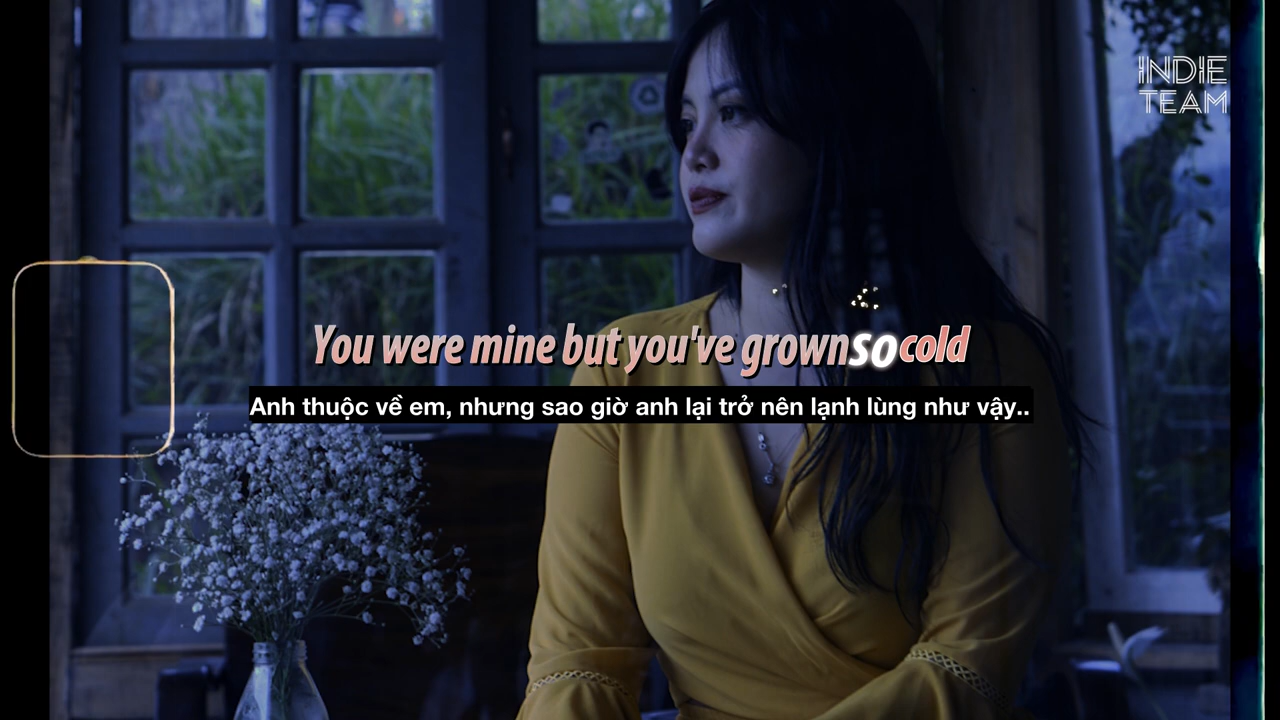 INDIE
TEAM
You were mine but you've grown so cold
Anh thuộc về em, nhưng sao giờ anh lại trở nên lạnh lùng như vậy..